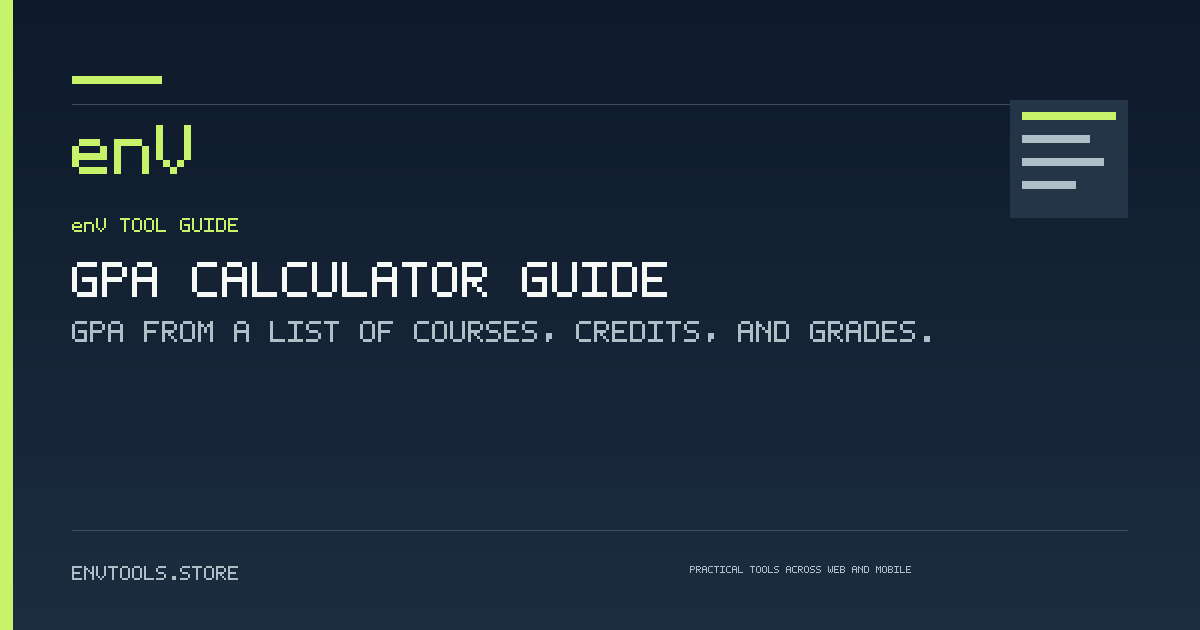 enV
enV TOOL GUIDE
GPA CALCULATOR GUIDE
GPA FROM A LIST OF COURSES, CREDITS, AND GRADES.
ENVTOOLS.STORE
PRACTICAL TOOLS ACROSS WEB AND MOBILE